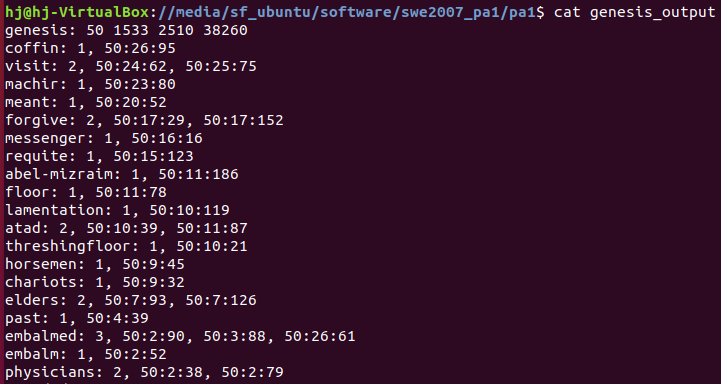 hj@hj-VirtualBox://media/sf_ubuntu/software/swe2007_pa1/pa1$ cat genesis_output
genesis: 50 1533 2510 38260
coffin: 1, 50:26:95
visit: 2, 50:24:62, 50:25:75
machir: 1, 50:23:80
meant: 1, 50:20:52
forgive: 2, 50:17:29, 50:17:152
messenger: 1, 50:16:16
requite: 1, 50:15:123
abel-mizraim: 1, 50:11:186
floor: 1, 50:11:78
lamentation: 1, 50:10:119
atad: 2, 50:10:39, 50:11:87
threshingfloor: 1, 50:10:21
horsemen: 1, 50:9:45
chariots: 1, 50:9:32
elders: 2, 50:7:93, 50:7:126
past: 1, 50:4:39
embalmed: 3, 50:2:90, 50:3:88, 50:26:61
embalm: 1, 50:2:52
physicians: 2, 50:2:38, 50:2:79